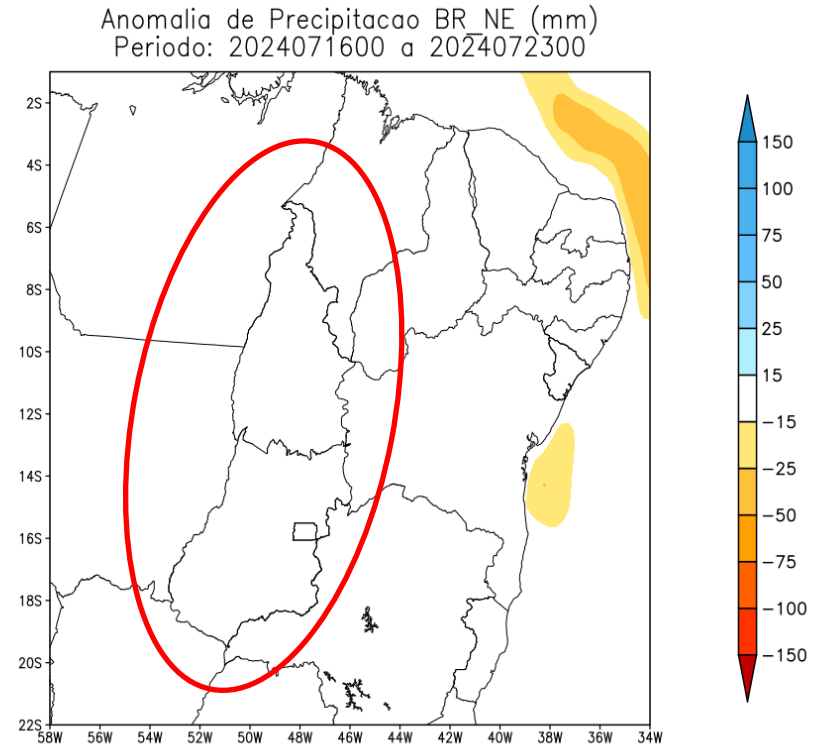 Anomalia de Precipitacao BR_NE (mm)
Periodo: 2024071600 a 2024072300
2S
4S
6S
8S
10S
12S
14S
16S
18S
20S
22S
58W 56W 54W 52W 50W 48W 46W 44W 42W 40W 38W 36W 34W
150
100
75
50
25
15
−15
−25
−50
−75
−100
−150